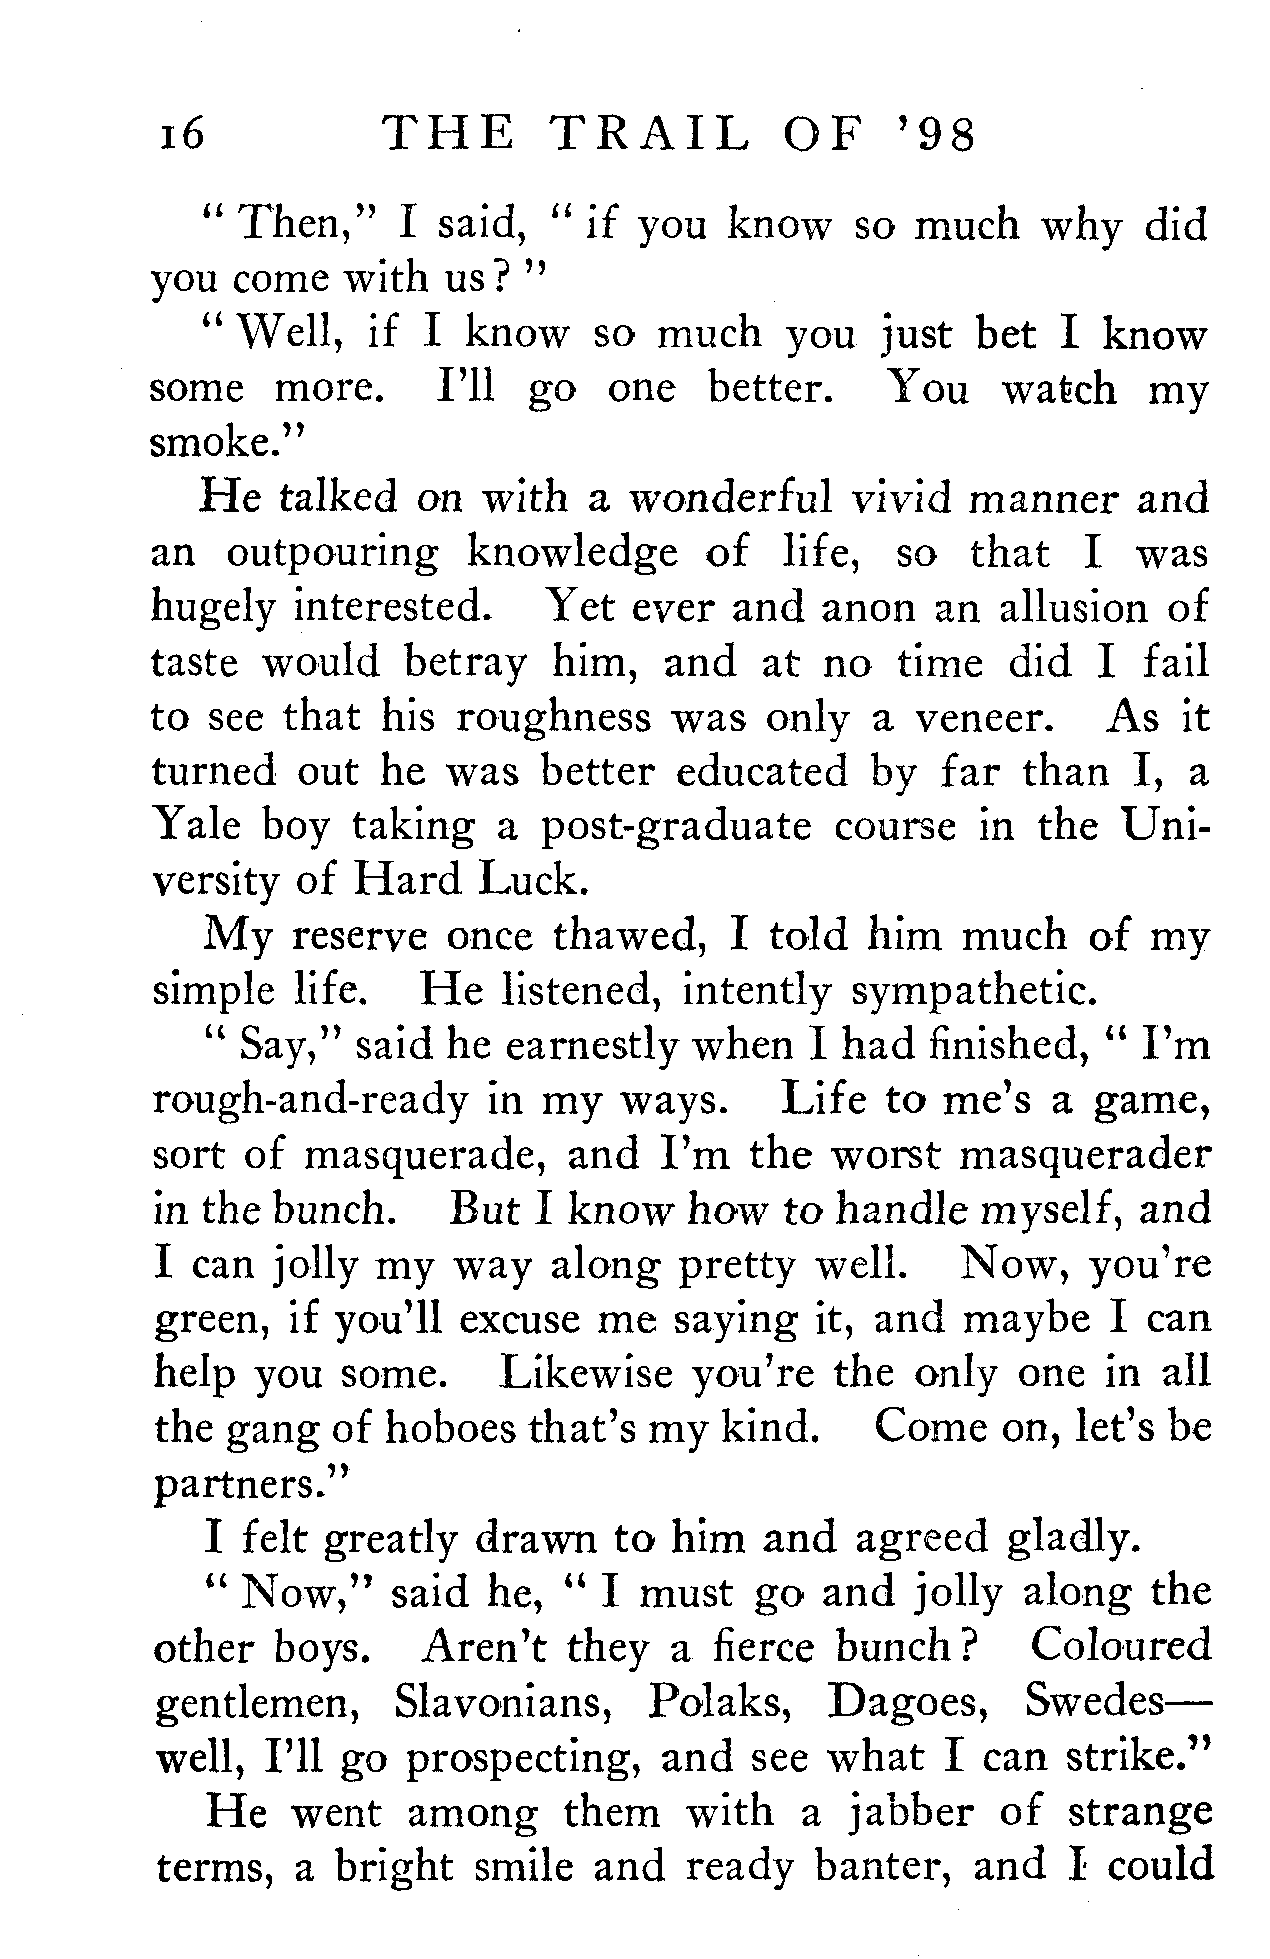 16 THE TRAIL OF '98
" Then," I said, " if you know so much why did
you come with us? "
" Well, if I know so much you just bet I know
some more. I'll go one better. You watch my
smoke."
He talked on with a wonderful vivid manner and
an outpouring knowledge of life, so that I was
hugely interested. Yet ever and anon an allusion of
taste would betray him, and at no time did I fail
to see that his roughness was only a veneer. As it
turned out he was better educated by far than I, a
Yale boy taking a post-graduate course in the Uni-
versity of Hard Luck.
My reserve once thawed, I told him much of my
simple life. He listened, intently sympathetic.
" Say," said he earnestly when I had finished, " I'm
rough-and-ready in my ways. Life to me's a game,
sort of masquerade, and I'm the worst masquerader
in the bunch. But I know how to handle myself, and
I can jolly my way along pretty well. Now, you're
green, if you'll excuse me saying it, and maybe I can
help you some. Likewise you're the only one in all
the gang of hoboes that's my kind. Come on, let's be
partners."
I felt greatly drawn to him and agreed gladly.
" Now," said he, " I must go and jolly along the
other boys. Aren't they a fierce bunch? Coloured
gentlemen, Slavonians, Polaks, Dagoes, Swedes—
well, I'll go prospecting, and see what I can strike."
He went among them with a jabber of strange
terms, a bright smile and ready banter, and I could